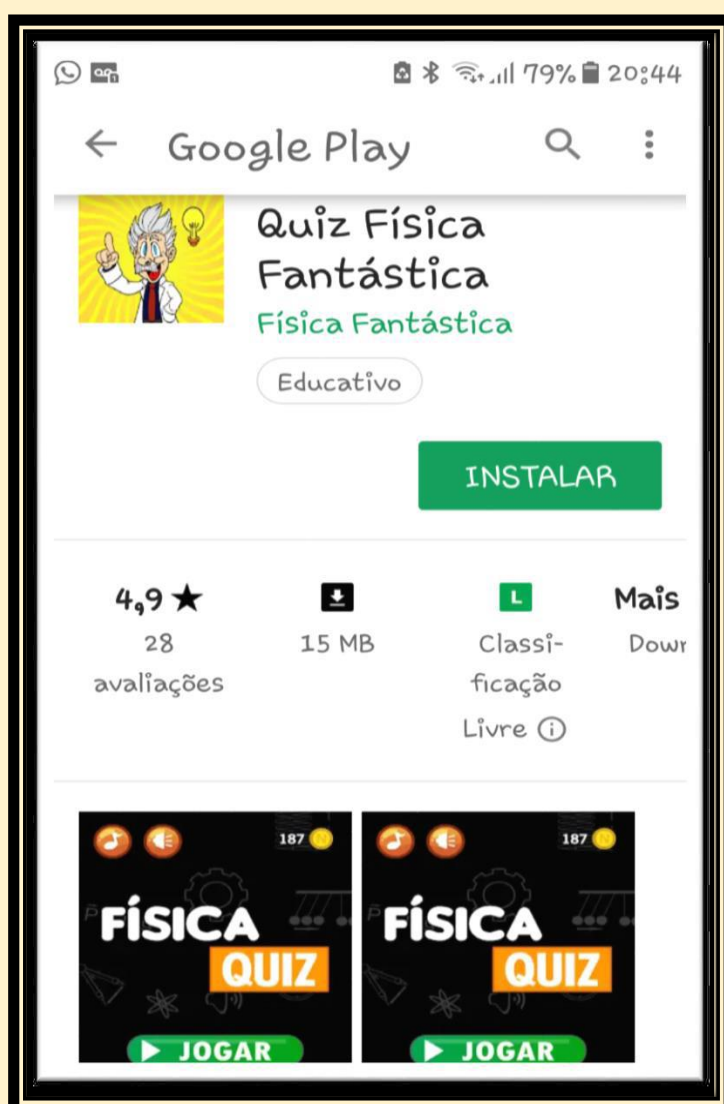 79% 20:44
Google Play
Quiz Física
Fantástica
Física Fantástica
Educativo
INSTALAR
4,9 ★
28
avaliações
15 MB
L
Classi-
ficação
Livre
Mais
Dowr
187
FÍSICA
QUIZ
JOGAR
187
FÍSICA
QUIZ
JOGAR